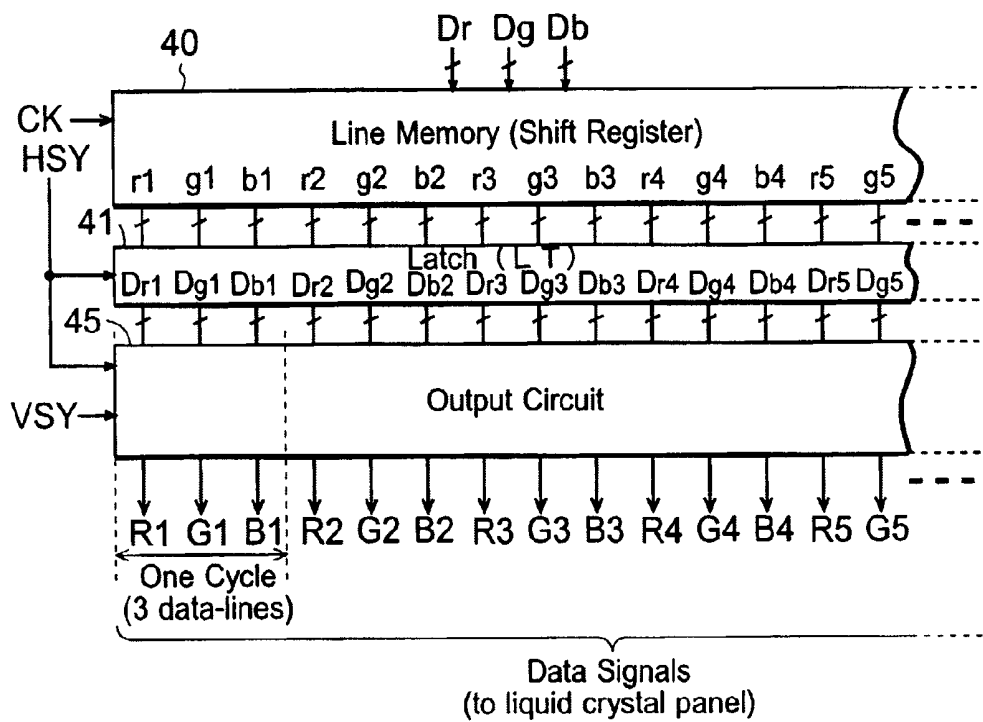 Dr Dg Db
40
CK
HSY
Line Memory (Shift Register)
r1 g1 b1 r2 g2 b2 r3 g3 b3 r4 g4 b4 r5 g5
41
Latch (LT)
Dr1 Dg1 Db1 Dr2 Dg2 Db2 Dr3 Dg3 Db3 Dr4 Dg4 Db4 Dr5 Dg5
45
Output Circuit
VSY
R1 G1 B1 R2 G2 B2 R3 G3 B3 R4 G4 B4 R5 G5
One Cycle
(3 data-lines)
Data Signals
(to liquid crystal panel)